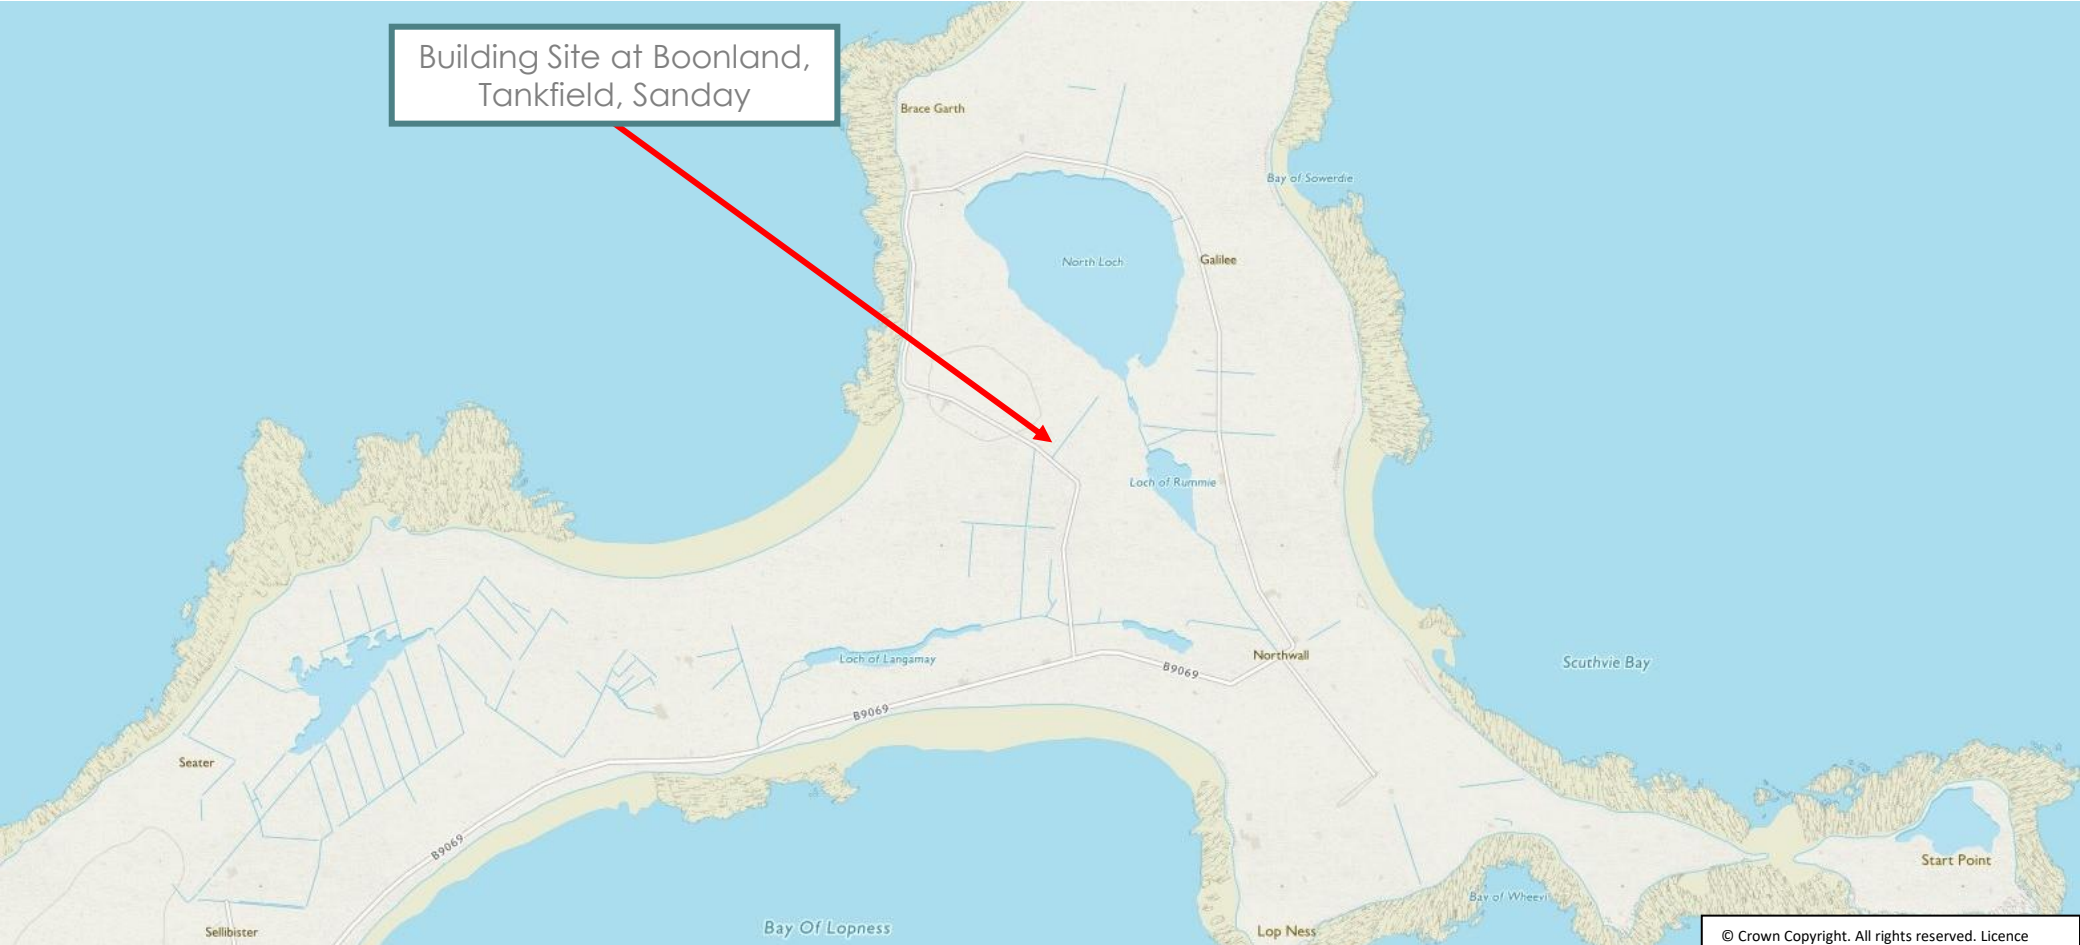 Building Site at Boonland,
Tankfield, Sanday
Brace Garth
Bay of Sowerdie
North Loch
Galilee
Loch of Rummie
Loch of Langamay
B9069
Northwall
Scuthvie Bay
B9069
Seater
B9069
Start Point
Bay of Wheevi
Sellibister
Bay Of Lopness
Lop Ness
© Crown Copyright. All rights reserved. Licence